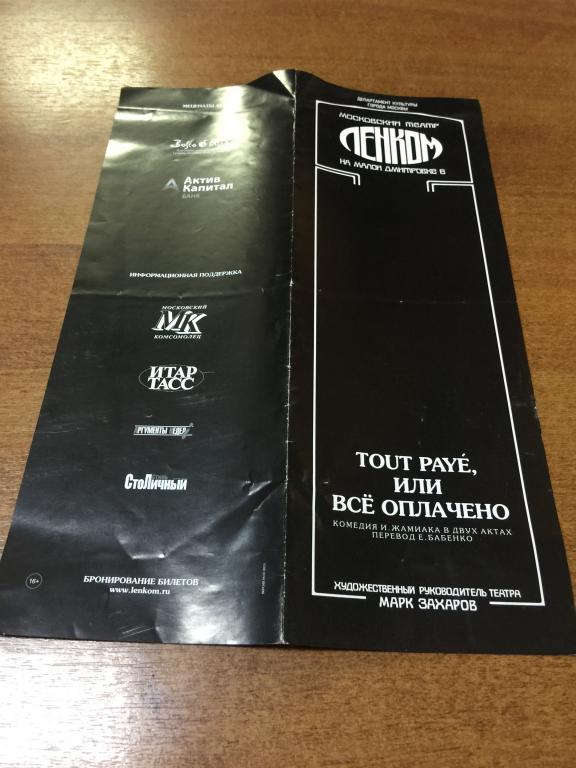 МЕЦЕНАТЫ
Bosco di
Актив
Капитал
БАНК
ИНФОРМАЦИОННАЯ ПОДДЕРЖКА
МОСКОВСКИЙ
МК
КОМСОМОЛЕЦ
ИТАР
ТАСС
СтоЛичный
16+
БРОНИРОВАНИЕ БИЛЕТОВ
www.lenkom.ru
ДЕПАРТАМЕНТ КУЛЬТУРЫ
ГОРОДА МОСКВЫ
МОСКОВСКИЙ ТЕАТР
ЛЕНКОМ
НА МАЛОЙ ДМИТРОВКЕ 6
TOUT PAYÉ,
ИЛИ
ВСЁ ОПЛАЧЕНО
КОМЕДИЯ И. ЖАМИАКА В ДВУХ АКТАХ
ПЕРЕВОД Е. БАБЕНКО
ХУДОЖЕСТВЕННЫЙ РУКОВОДИТЕЛЬ ТЕАТРА
МАРК ЗАХАРОВ